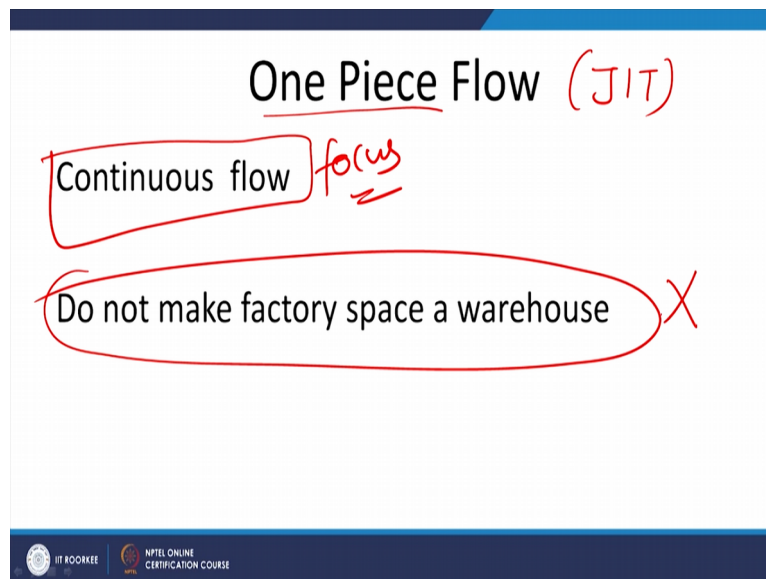 One Piece Flow (JIT)
Continuous flow focus
Do not make factory space a warehouse X
IIT ROORKEE NPTEL ONLINE
CERTIFICATION COURSE